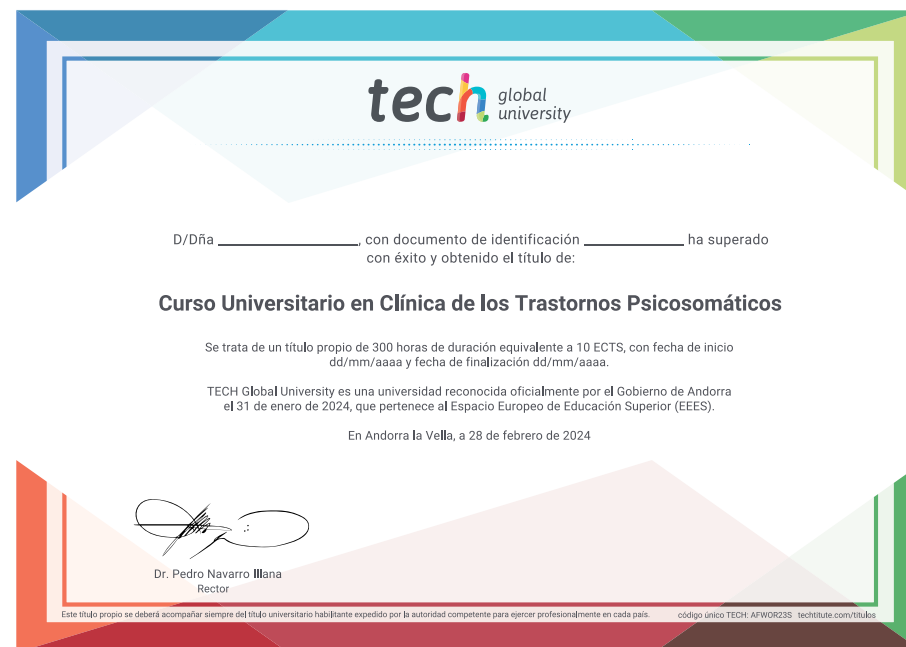 tech global university
D/Dña ____________________, con documento de identificación ______________ ha superado
con éxito y obtenido el título de:
Curso Universitario en Clínica de los Trastornos Psicosomáticos
Se trata de un título propio de 300 horas de duración equivalente a 10 ECTS, con fecha de inicio
dd/mm/aaaa y fecha de finalización dd/mm/aaaa.
TECH Global University es una universidad reconocida oficialmente por el Gobierno de Andorra
el 31 de enero de 2024, que pertenece al Espacio Europeo de Educación Superior (EEES).
En Andorra la Vella, a 28 de febrero de 2024
Dr. Pedro Navarro Illana
Rector
Este título propio se deberá acompañar siempre del título universitario habilitante expedido por la autoridad competente para ejercer profesionalmente en cada país. código único TECH: AFWOR23S techtitute.com/titulos